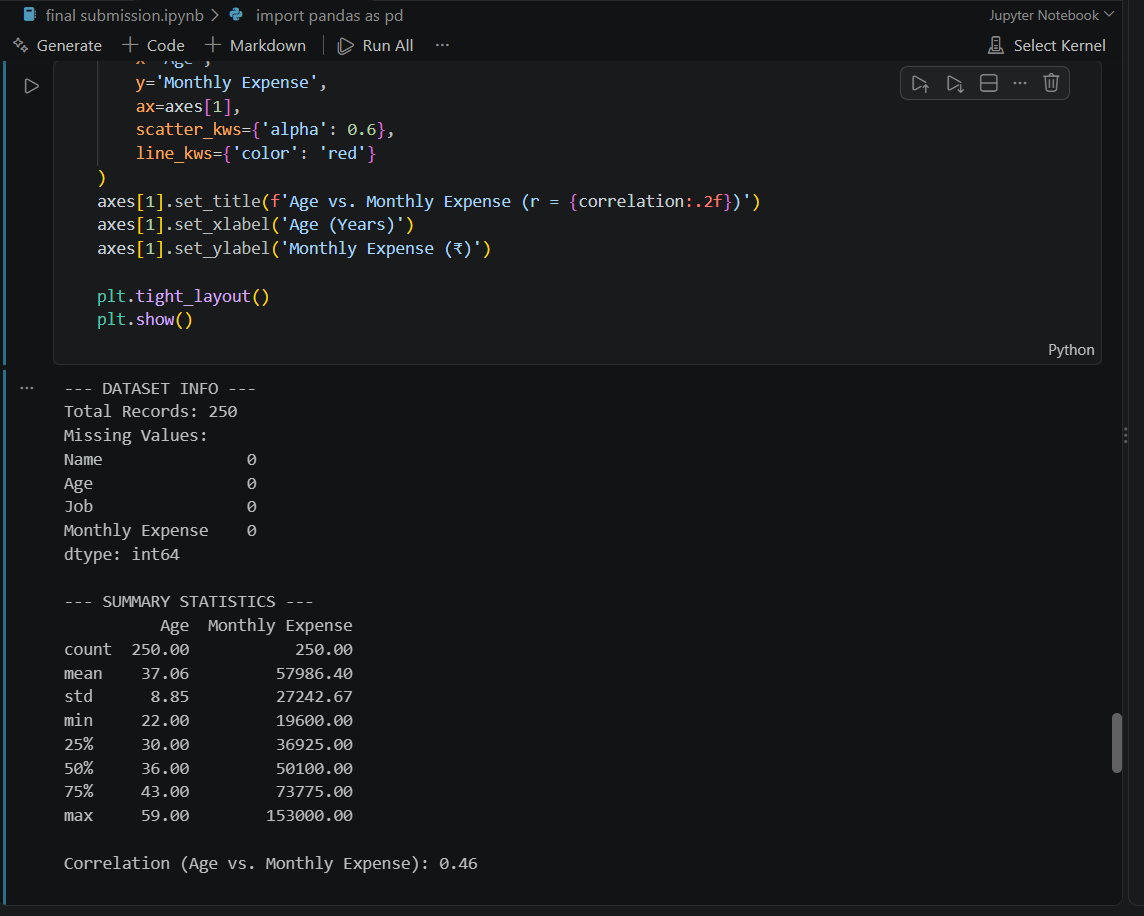 final submission.ipynb > import pandas as pd
Jupyter Notebook
Generate + Code + Markdown | Run All ...
Select Kernel
y='Monthly Expense',
ax=axes[1],
scatter_kws={'alpha': 0.6},
line_kws={'color': 'red'}
)
axes[1].set_title(f'Age vs. Monthly Expense (r = {correlation:.2f})')
axes[1].set_xlabel('Age (Years)')
axes[1].set_ylabel('Monthly Expense (₹)')
plt.tight_layout()
plt.show()
Python
--- DATASET INFO ---
Total Records: 250
Missing Values:
Name 0
Age 0
Job 0
Monthly Expense 0
dtype: int64
--- SUMMARY STATISTICS ---
Age Monthly Expense
count 250.00 250.00
mean 37.06 57986.40
std 8.85 27242.67
min 22.00 19600.00
25% 30.00 36925.00
50% 36.00 50100.00
75% 43.00 73775.00
max 59.00 153000.00
Correlation (Age vs. Monthly Expense): 0.46